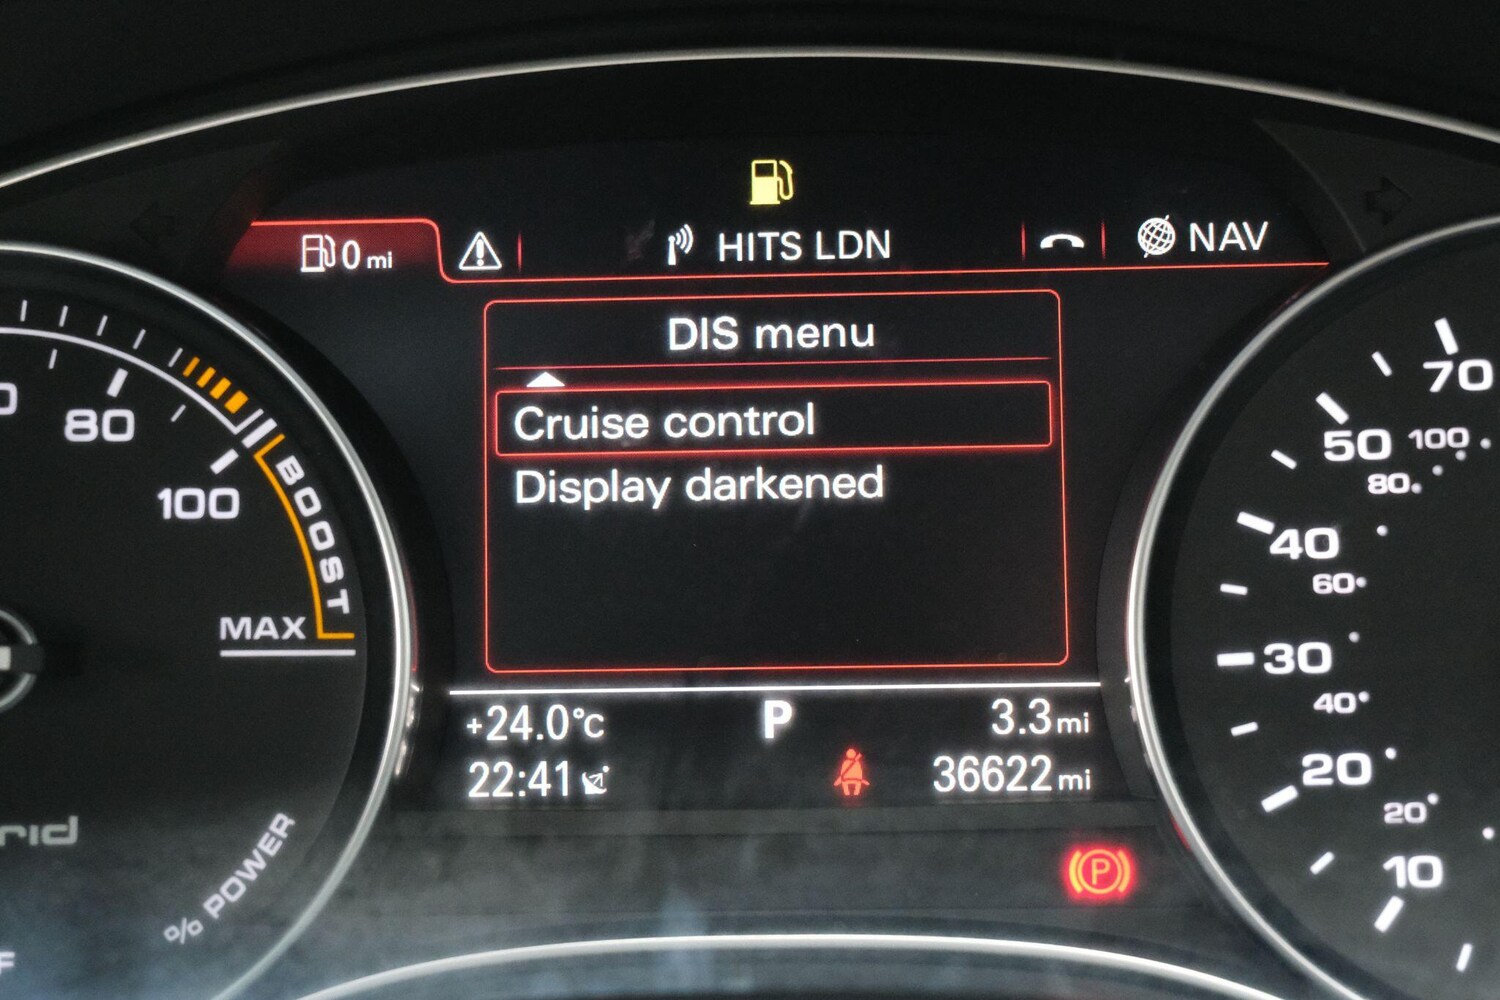 0 mi
HITS LDN
NAV
DIS menu
Cruise control
Display darkened
+24.0°C
P
3.3 mi
22:41
36622 mi
80
100
BOOST
MAX
% POWER
70
50
100
80
40
60
30
40
20
20
10
P